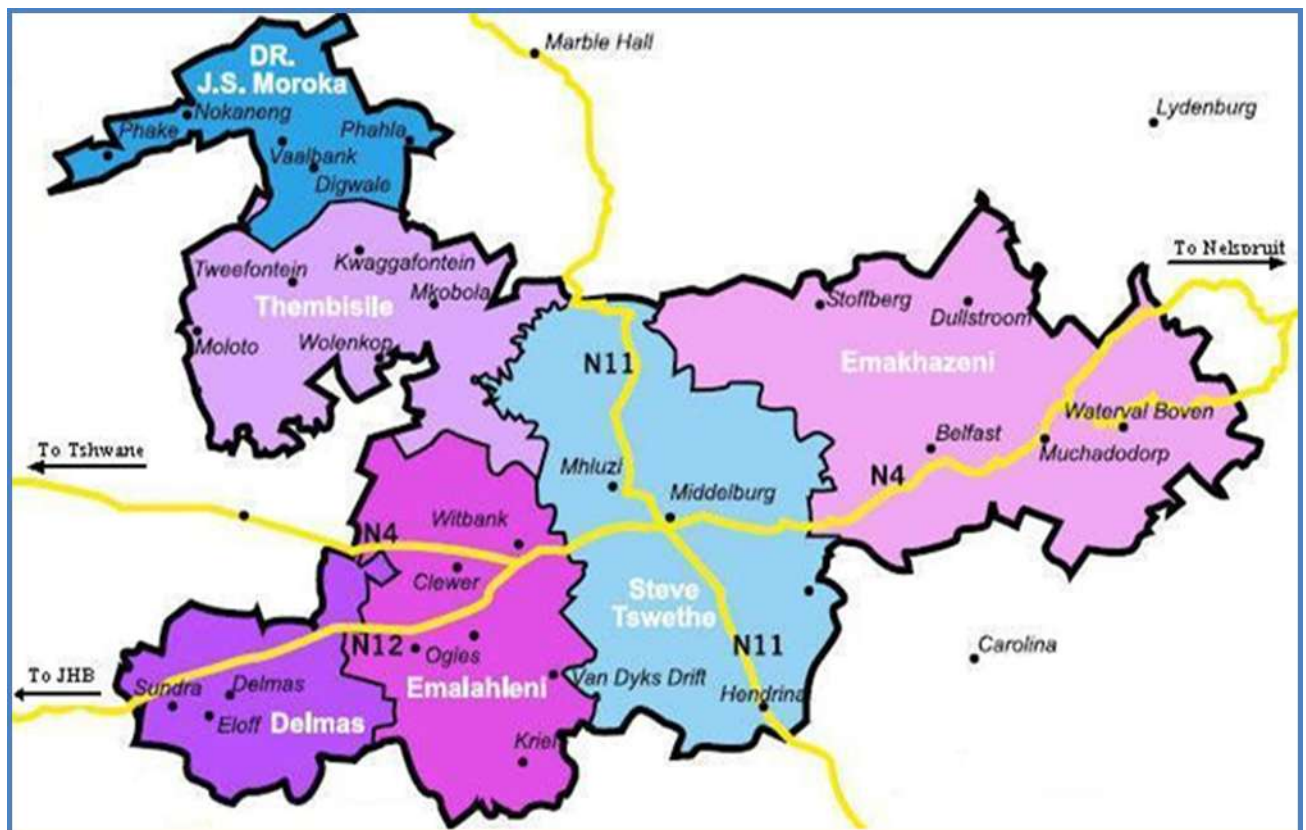 Marble Hall
DR.
J.S. Moroka
Lydenburg
Nokaneng
Phake
Phahla
Vaalbank
Digwale
To Nelspruit
Tweefontein
Kwaggafontein
Mkobola
Thembisile
Stoffberg
Dullstroom
Moloto
Wolenkop
N11
Emakhazeni
Waterval Boven
Belfast
Muchadodorp
To Tshwane
Mhluzi
N4
Middelburg
Witbank
N4
Clewer
Steve
Tswethe
N12
Ogies
N11
Carolina
To JHB
Sundra
Delmas
Emalahleni
Van Dyks Drift
Hendrina
Eloff
Delmas
Kriel